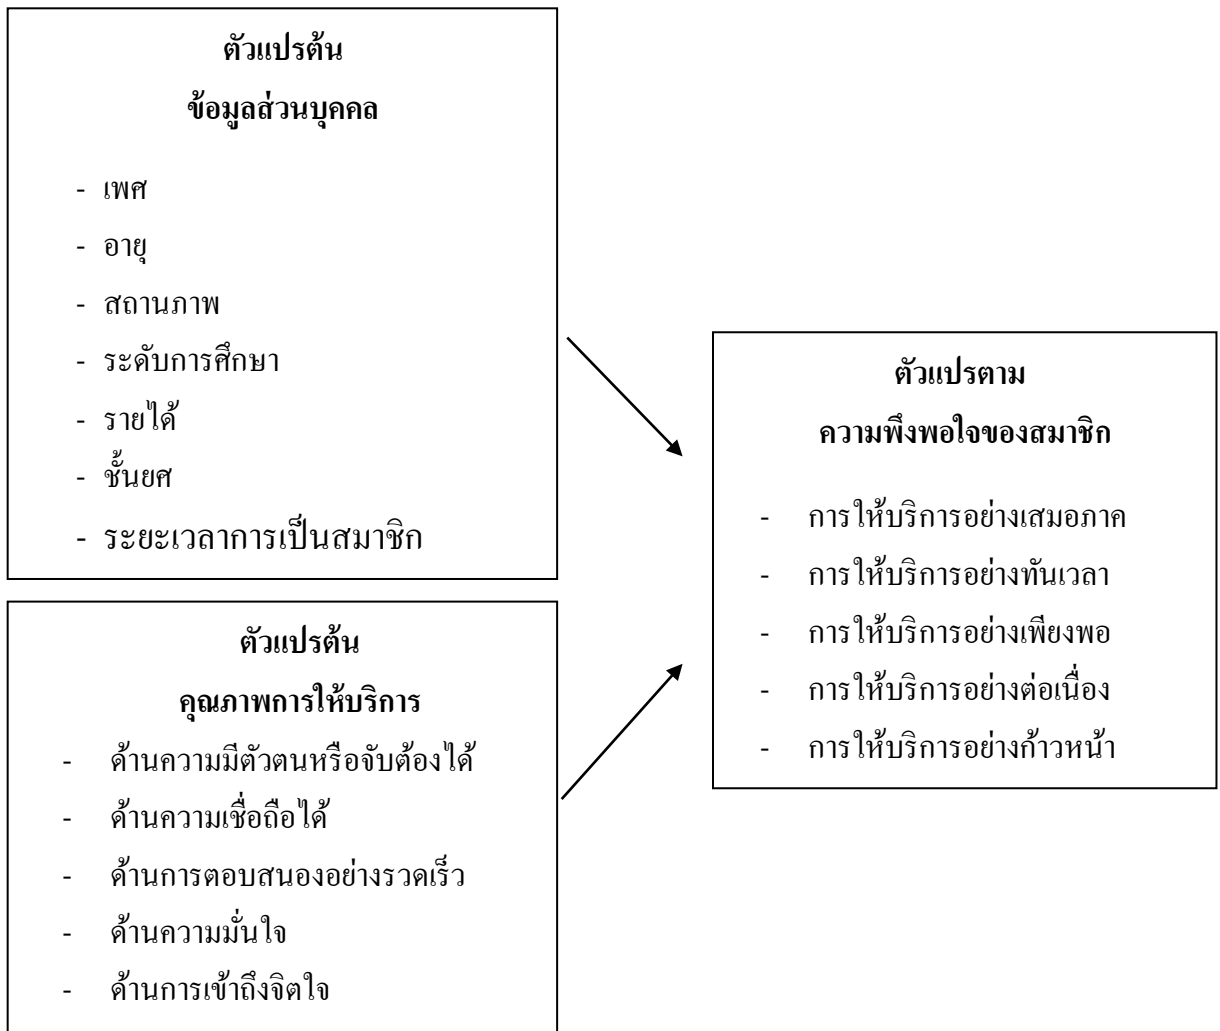 ตัวแปรต้น
ข้อมูลส่วนบุคคล
- เพศ
- อายุ
- สถานภาพ
- ระดับการศึกษา
- รายได้
- ชั้นยศ
- ระยะเวลาการเป็นสมาชิก
ตัวแปรต้น
คุณภาพการให้บริการ
- ด้านความมีตัวตนหรือจับต้องได้
- ด้านความเชื่อถือได้
- ด้านการตอบสนองอย่างรวดเร็ว
- ด้านความมั่นใจ
- ด้านการเข้าถึงจิตใจ
ตัวแปรตาม
ความพึงพอใจของสมาชิก
- การให้บริการอย่างเสมอภาค
- การให้บริการอย่างทันเวลา
- การให้บริการอย่างเพียงพอ
- การให้บริการอย่างต่อเนื่อง
- การให้บริการอย่างก้าวหน้า